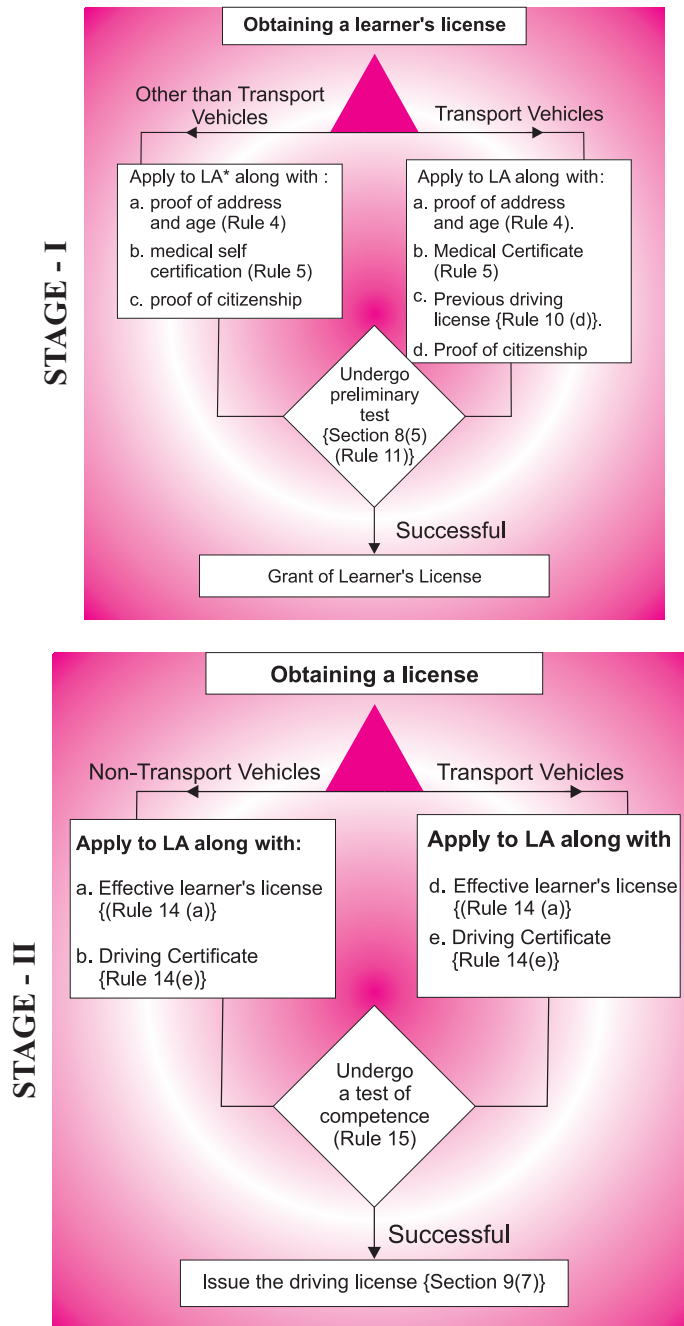 Obtaining a learner's license
Other than Transport
Vehicles
Transport Vehicles
Apply to LA* along with :
a. proof of address
and age (Rule 4)
b. medical self
certification (Rule 5)
c. proof of citizenship
Apply to LA along with:
a. proof of address
and age (Rule 4).
b. Medical Certificate
(Rule 5)
c. Previous driving
license {Rule 10 (d)}.
d. Proof of citizenship
STAGE - I
Undergo
preliminary
test
{Section 8(5)
(Rule 11)}
Successful
Grant of Learner's License
Obtaining a license
Non-Transport Vehicles
Transport Vehicles
Apply to LA along with:
a. Effective learner's license
{(Rule 14 (a)}
b. Driving Certificate
{Rule 14(e)}
Apply to LA along with
d. Effective learner's license
{(Rule 14 (a)}
e. Driving Certificate
{Rule 14(e)}
STAGE - II
Undergo
a test of
competence
(Rule 15)
Successful
Issue the driving license {Section 9(7)}